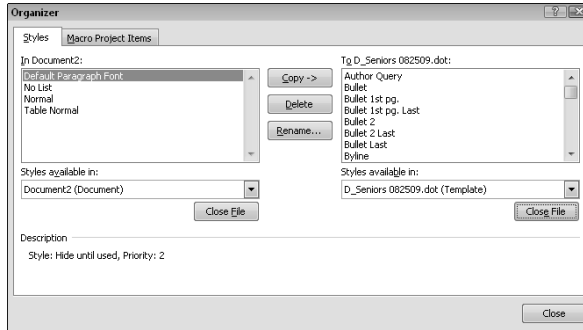 Organizer
Styles
Macro Project Items
In Document2:
Default Paragraph Font
No List
Normal
Table Normal
Copy ->
Delete
Rename...
To D_Seniors 082509.dot:
Author Query
Bullet
Bullet 1st pg.
Bullet 1st pg. Last
Bullet 2
Bullet 2 Last
Bullet Last
Byline
Styles available in:
Document2 (Document)
Close File
Styles available in:
D_Seniors 082509.dot (Template)
Close File
Description
Style: Hide until used, Priority: 2
Close